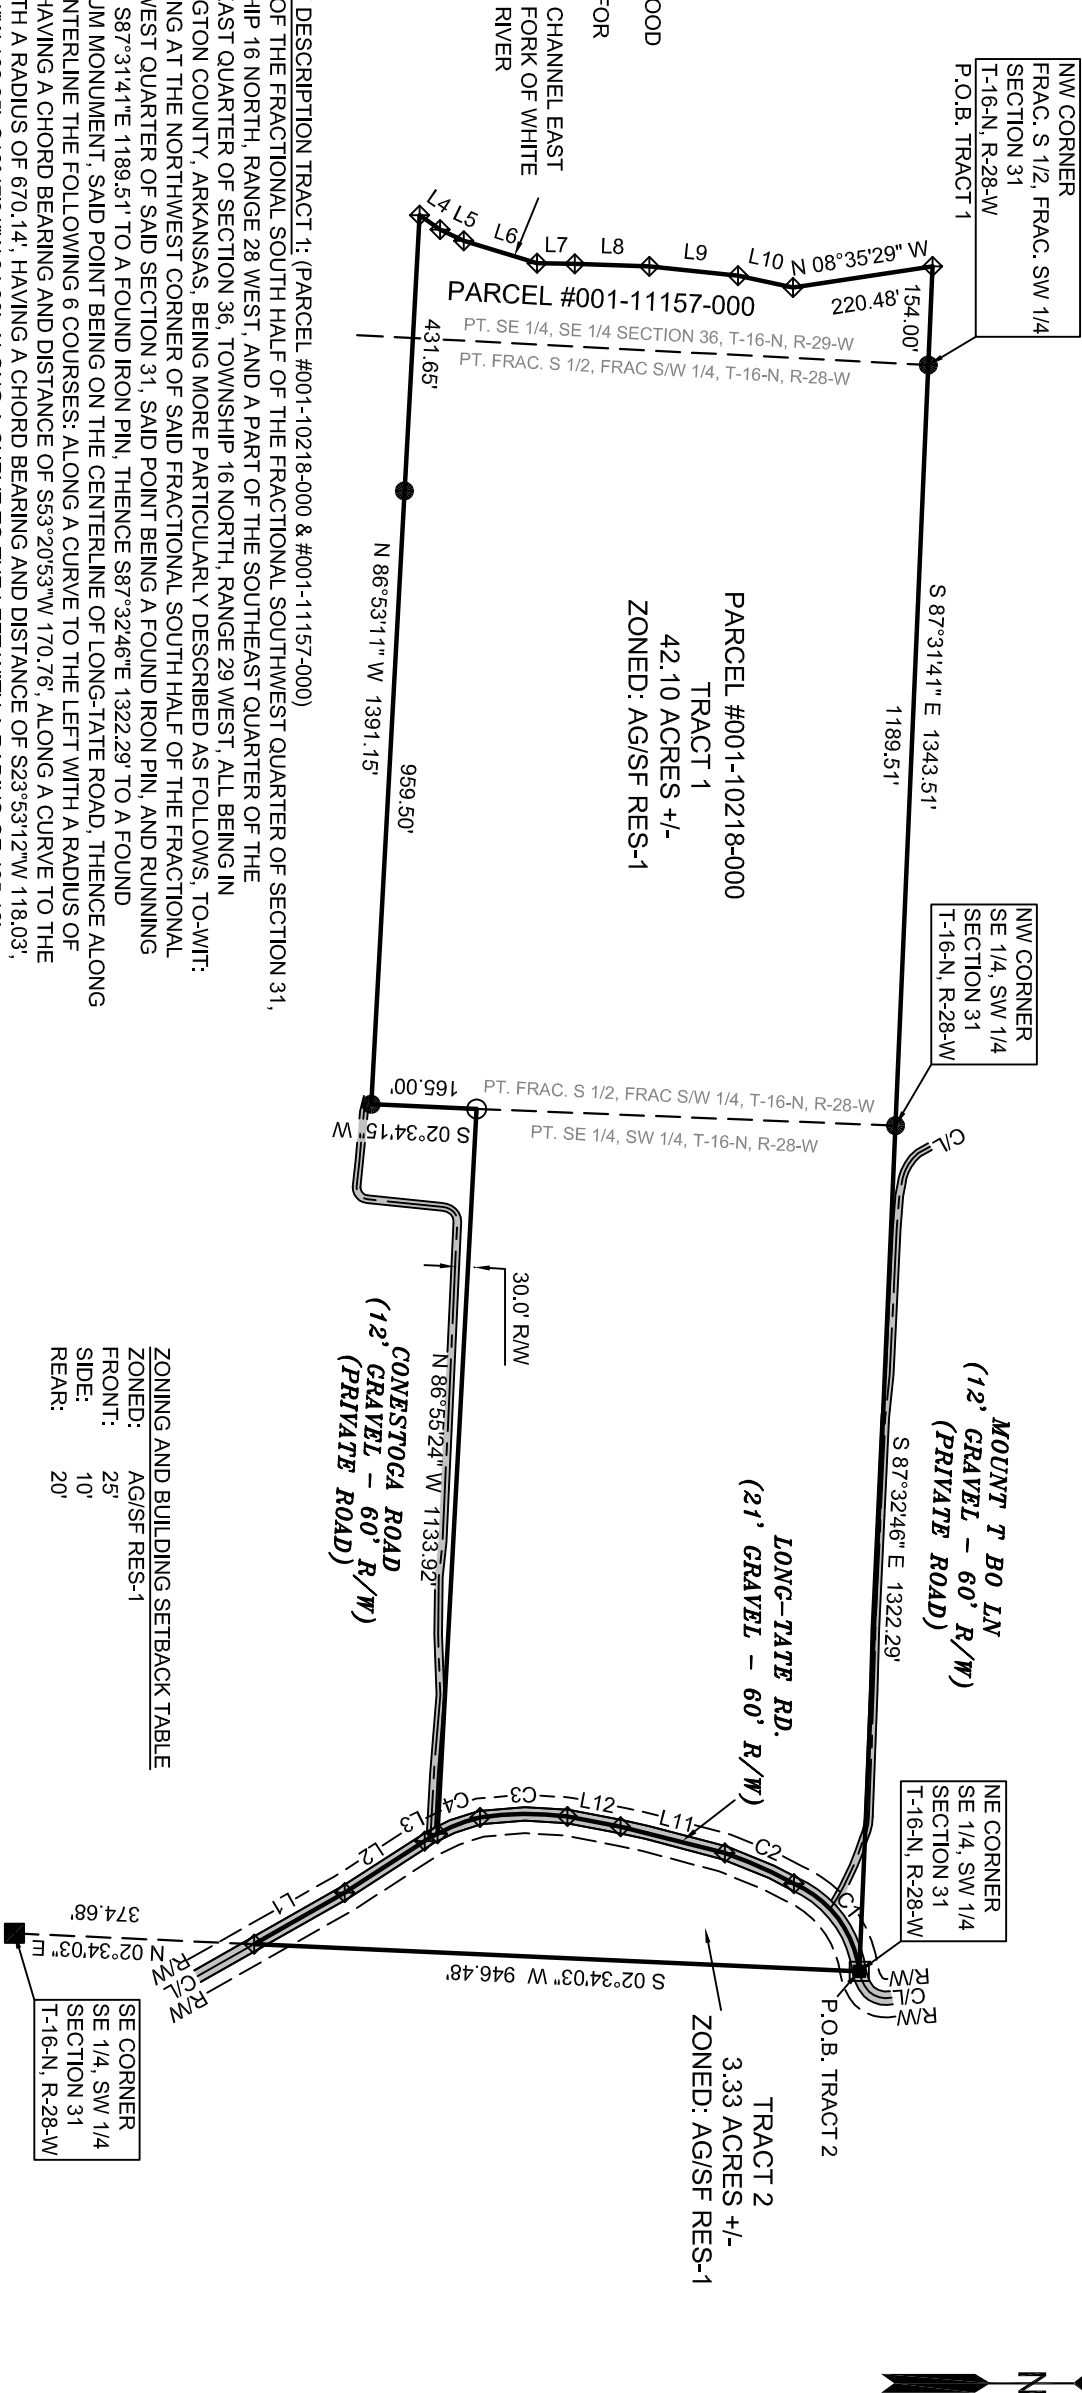 NW CORNER
FRAC. S 1/2, FRAC. SW 1/4
SECTION 31
T-16-N, R-28-W
P.O.B. TRACT 1
NW CORNER
SE 1/4, SW 1/4
SECTION 31
T-16-N, R-28-W
NE CORNER
SE 1/4, SW 1/4
SECTION 31
T-16-N, R-28-W
N
OOD
FOR
CHANNEL EAST
FORK OF WHITE
RIVER
N 08°35'29" W
220.48'
154.00'
S 87°31'41" E 1343.51'
1189.51'
C/L
MOUNT T BO LN
(12' GRAVEL - 60' R/W)
(PRIVATE ROAD)
S 87°32'46" E 1322.29'
R/W
C/L
R/W
P.O.B. TRACT 2
L4
L5
L6
L7
L8
L9
L10
PARCEL #001-11157-000
PT. SE 1/4, SE 1/4 SECTION 36, T-16-N, R-29-W
PT. FRAC. S 1/2, FRAC S/W 1/4, T-16-N, R-28-W
PARCEL #001-10218-000
TRACT 1
42.10 ACRES +/-
ZONED: AG/SF RES-1
PT. FRAC. S 1/2, FRAC S/W 1/4, T-16-N, R-28-W
PT. SE 1/4, SW 1/4, T-16-N, R-28-W
LONG-TATE RD.
(21' GRAVEL - 60' R/W)
C1
C2
L11
L12
C3
C4
L3
L2
L1
TRACT 2
3.33 ACRES +/-
ZONED: AG/SF RES-1
S 02°34'03" W 946.48'
431.65'
N 86°53'11" W 1391.15'
959.50'
165.00'
S 02°34'15" W
30.0' R/W
N 86°55'24" W 1133.92'
CONESTOGA ROAD
(12' GRAVEL - 60' R/W)
(PRIVATE ROAD)
R/W
C/L
R/W
N 02°34'03" E
374.68'
SE CORNER
SE 1/4, SW 1/4
SECTION 31
T-16-N, R-28-W
ZONING AND BUILDING SETBACK TABLE
ZONED: AG/SF RES-1
FRONT: 25'
SIDE: 10'
REAR: 20'
DESCRIPTION TRACT 1: (PARCEL #001-10218-000 & #001-11157-000)
OF THE FRACTIONAL SOUTH HALF OF THE FRACTIONAL SOUTHWEST QUARTER OF SECTION 31,
HIP 16 NORTH, RANGE 28 WEST, AND A PART OF THE SOUTHEAST QUARTER OF THE
EAST QUARTER OF SECTION 36, TOWNSHIP 16 NORTH, RANGE 29 WEST, ALL BEING IN
GTON COUNTY, ARKANSAS, BEING MORE PARTICULARLY DESCRIBED AS FOLLOWS, TO-WIT:
NG AT THE NORTHWEST CORNER OF SAID FRACTIONAL SOUTH HALF OF THE FRACTIONAL
WEST QUARTER OF SAID SECTION 31, SAID POINT BEING A FOUND IRON PIN, AND RUNNING
S87°31'41"E 1189.51' TO A FOUND IRON PIN, THENCE S87°32'46"E 1322.29' TO A FOUND
UM MONUMENT, SAID POINT BEING ON THE CENTERLINE OF LONG-TATE ROAD, THENCE ALONG
NTERLINE THE FOLLOWING 6 COURSES: ALONG A CURVE TO THE LEFT WITH A RADIUS OF
HAVING A CHORD BEARING AND DISTANCE OF S53°20'53"W 170.76', ALONG A CURVE TO THE
TH A RADIUS OF 670.14', HAVING A CHORD BEARING AND DISTANCE OF S23°53'12"W 118.03',